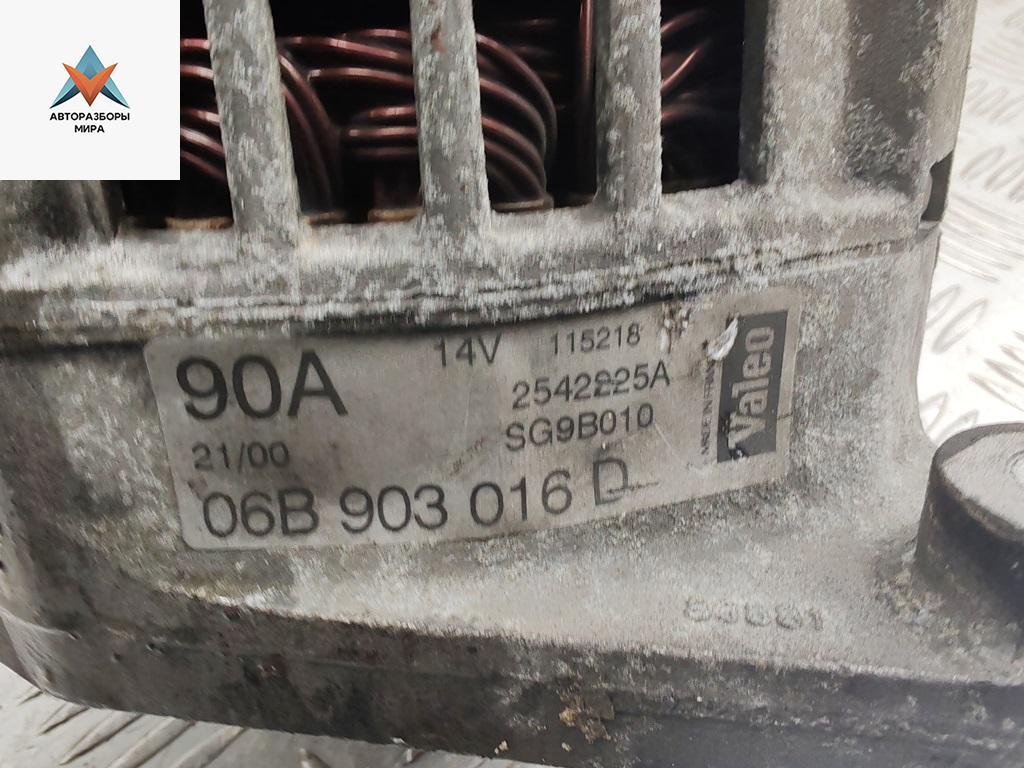 АВТОРАЗБОРЫ
МИРА
90A
14V
115218
2542225A
SG9B010
21/00
06B 903 016 D
MADE IN FRANCE
Valeo